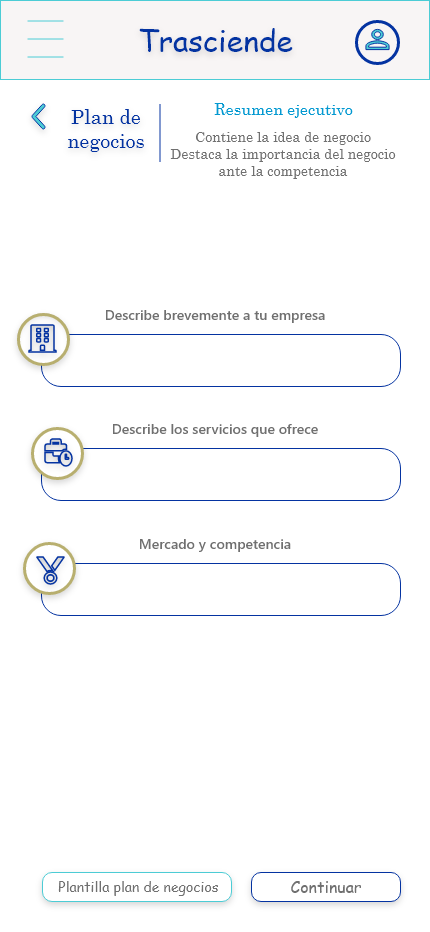 Trasciende
Plan de
negocios
Resumen ejecutivo
Contiene la idea de negocio
Destaca la importancia del negocio
ante la competencia
Describe brevemente a tu empresa
Describe los servicios que ofrece
Mercado y competencia
Plantilla plan de negocios
Continuar